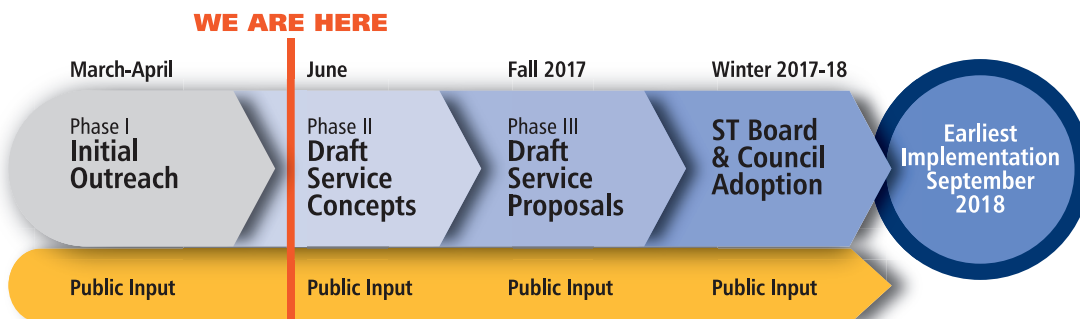 WE ARE HERE
March-April
June
Fall 2017
Winter 2017-18
Phase I
Initial
Outreach
Phase II
Draft
Service
Concepts
Phase III
Draft
Service
Proposals
ST Board
& Council
Adoption
Earliest
Implementation
September
2018
Public Input
Public Input
Public Input
Public Input